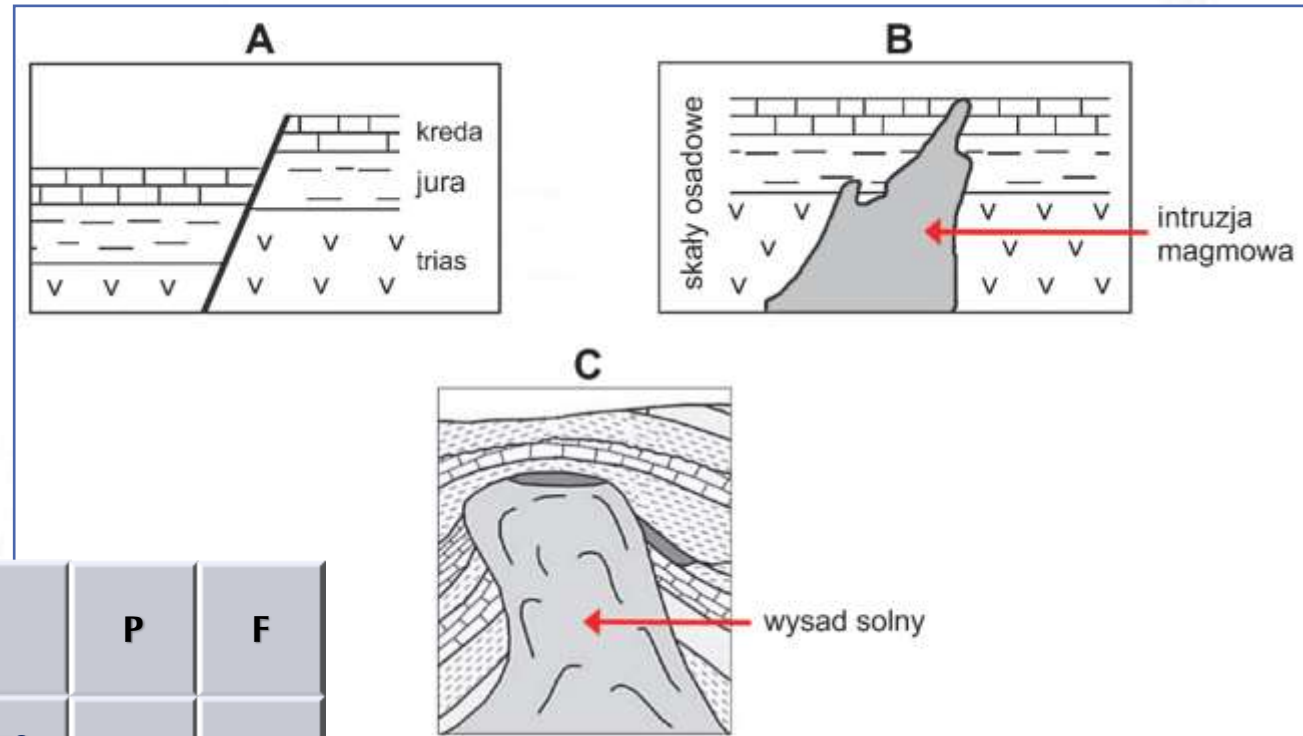 A
kreda
jura
trias
B
skały osadowe
intruzja
magmowa
C
wysad solny
P
F